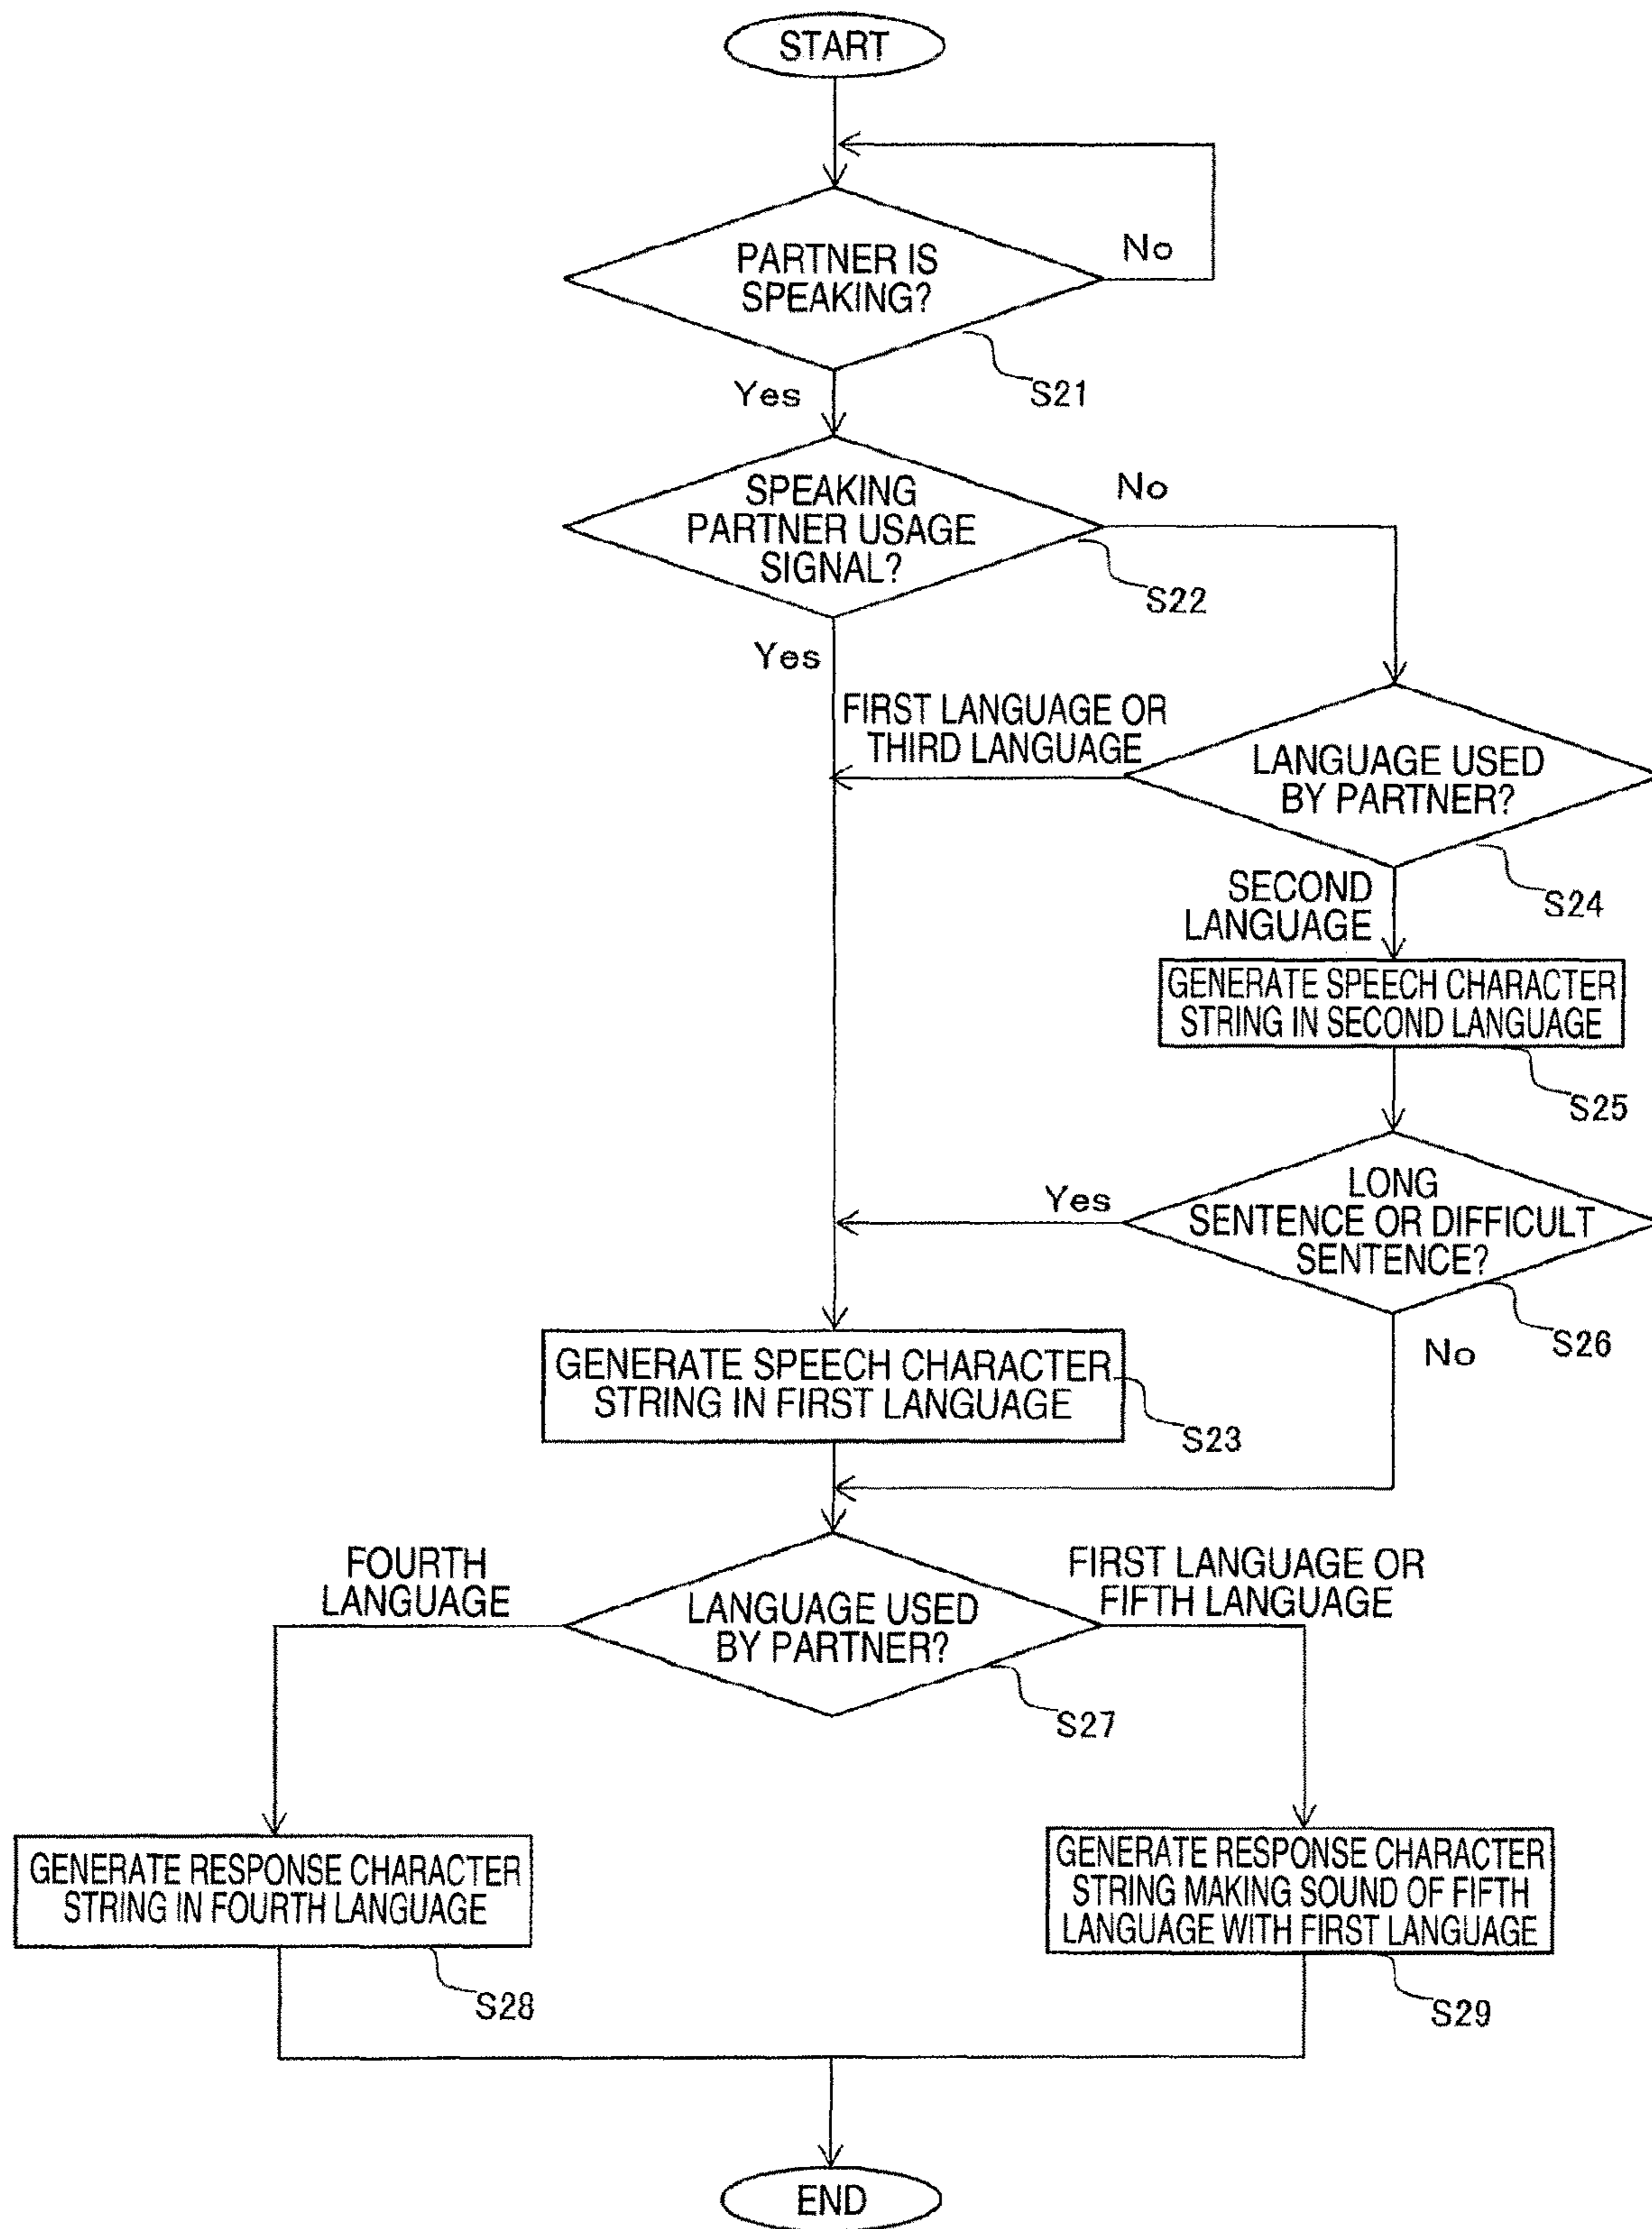 START
PARTNER IS
SPEAKING?
No
S21
Yes
SPEAKING
PARTNER USAGE
SIGNAL?
No
S22
Yes
FIRST LANGUAGE OR
THIRD LANGUAGE
LANGUAGE USED
BY PARTNER?
S24
SECOND
LANGUAGE
GENERATE SPEECH CHARACTER
STRING IN SECOND LANGUAGE
S25
LONG
SENTENCE OR DIFFICULT
SENTENCE?
Yes
S26
No
GENERATE SPEECH CHARACTER
STRING IN FIRST LANGUAGE
S23
FOURTH
LANGUAGE
LANGUAGE USED
BY PARTNER?
FIRST LANGUAGE OR
FIFTH LANGUAGE
S27
GENERATE RESPONSE CHARACTER
STRING IN FOURTH LANGUAGE
S28
GENERATE RESPONSE CHARACTER
STRING MAKING SOUND OF FIFTH
LANGUAGE WITH FIRST LANGUAGE
S29
END